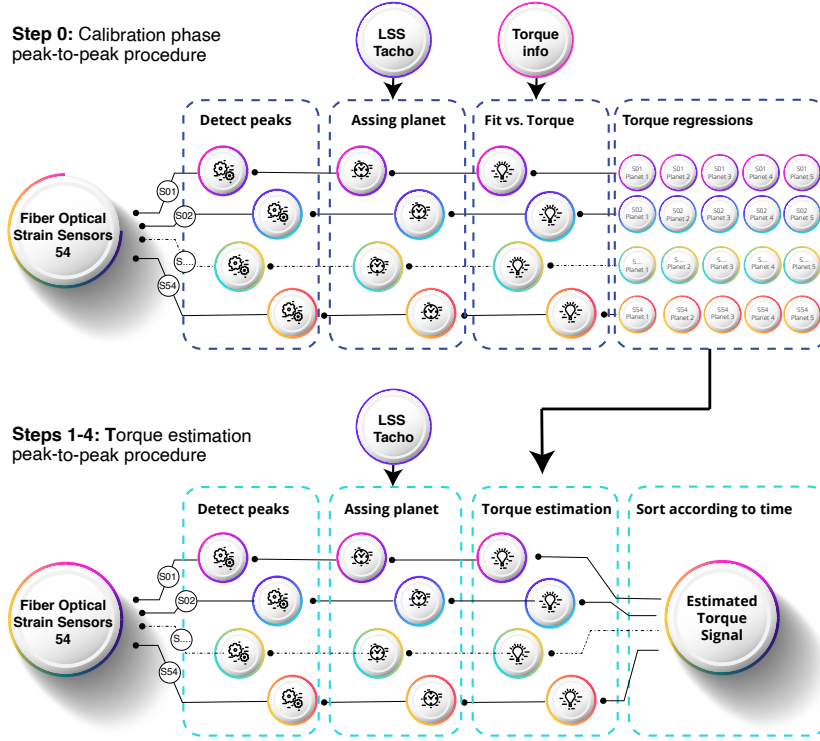 Step 0: Calibration phase
peak-to-peak procedure
LSS
Tacho
Torque
info
Detect peaks
Assing planet
Fit vs. Torque
Torque regressions
Fiber Optical
Strain Sensors
54
S01
S02
S....
S54
S01
Planet 1
S01
Planet 2
S01
Planet 3
S01
Planet 4
S01
Planet 5
S02
Planet 1
S02
Planet 2
S02
Planet 3
S02
Planet 4
S02
Planet 5
S....
Planet 1
S....
Planet 2
S....
Planet 3
S....
Planet 4
S....
Planet 5
S54
Planet 1
S54
Planet 2
S54
Planet 3
S54
Planet 4
S54
Planet 5
Steps 1-4: Torque estimation
peak-to-peak procedure
LSS
Tacho
Detect peaks
Assing planet
Torque estimation
Sort according to time
Fiber Optical
Strain Sensors
54
S01
S02
S....
S54
Estimated
Torque
Signal